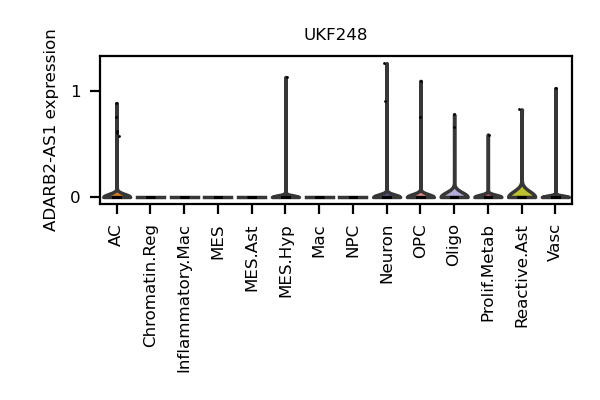 UKF248
ADARB2-AS1 expression
1
0
AC
Chromatin.Reg
Inflammatory.Mac
MES
MES.Ast
MES.Hyp
Mac
NPC
Neuron
OPC
Oligo
Prolif.Metab
Reactive.Ast
Vasc